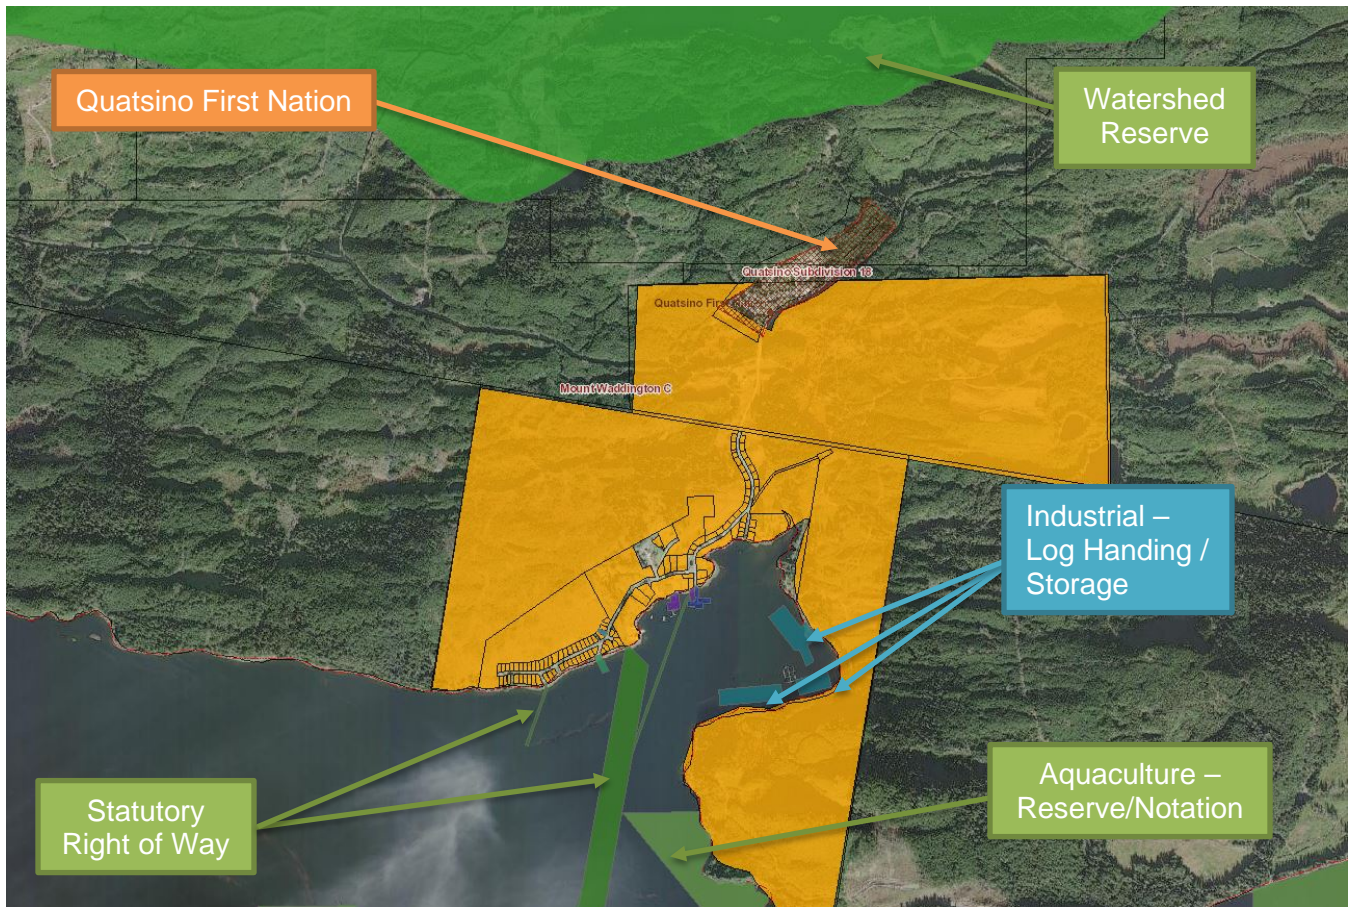 Quatsino First Nation
Watershed
Reserve
Quatsino Subdivision 18
Quatsino First
Mount Waddington C
Industrial –
Log Handing /
Storage
Aquaculture –
Reserve/Notation
Statutory
Right of Way